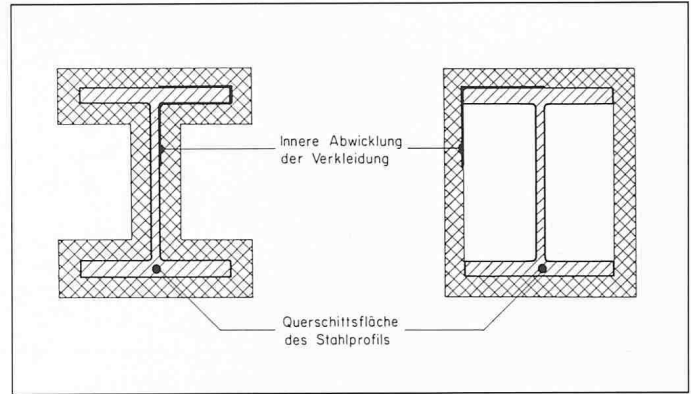 Innere Abwicklung
der Verkleidung
Querschittsfläche
des Stahlprofils